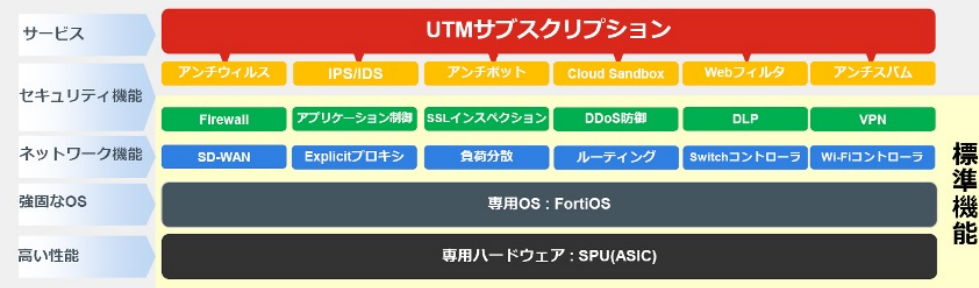 サービス
UTMサブスクリプション
アンチウィルス
IPS/IDS
アンチボット
Cloud Sandbox
Webフィルタ
アンチスパム
セキュリティ機能
Firewall
アプリケーション制御
SSLインスペクション
DDoS防御
DLP
VPN
ネットワーク機能
SD-WAN
Explicitプロキシ
負荷分散
ルーティング
Switchコントローラ
Wi-Fiコントローラ
強固なOS
専用OS : FortiOS
高い性能
専用ハードウェア : SPU(ASIC)
標準機能